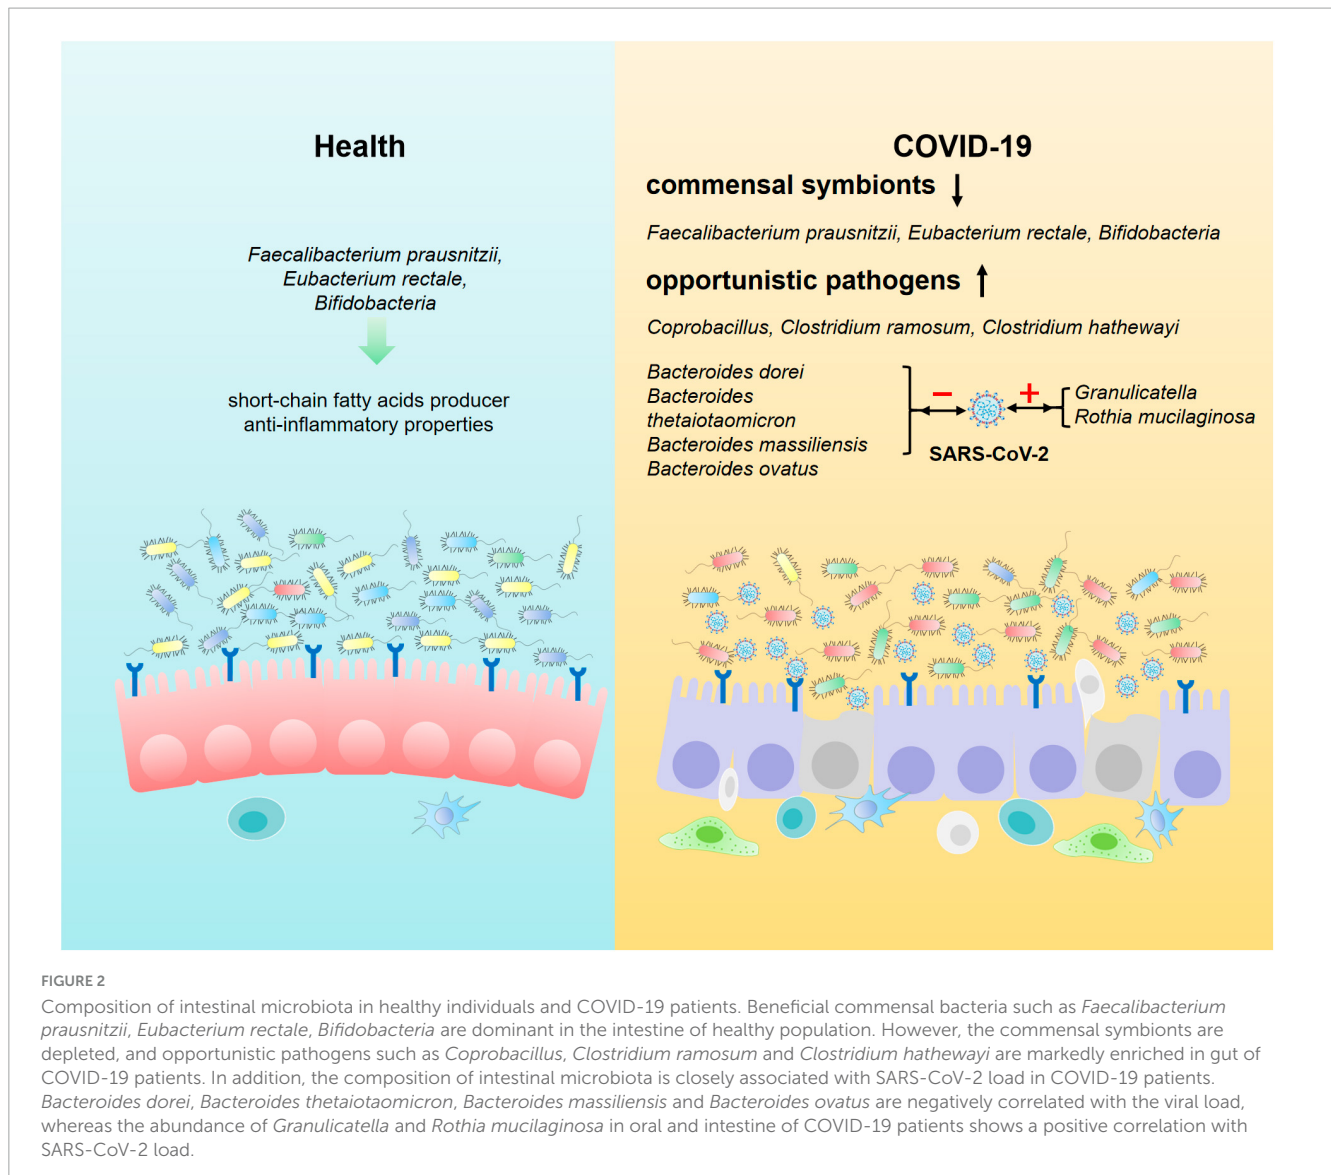 Health
Faecalibacterium prausnitzii,
Eubacterium rectale,
Bifidobacteria
short-chain fatty acids producer
anti-inflammatory properties
COVID-19
commensal symbionts
Faecalibacterium prausnitzii, Eubacterium rectale, Bifidobacteria
opportunistic pathogens
Coprobacillus, Clostridium ramosum, Clostridium hathewayi
Bacteroides dorei
Bacteroides
thetaiotaomicron
Bacteroides massiliensis
Bacteroides ovatus
−
+
SARS-CoV-2
Granulicatella
Rothia mucilaginosa
FIGURE 2
Composition of intestinal microbiota in healthy individuals and COVID-19 patients. Beneficial commensal bacteria such as Faecalibacterium
prausnitzii, Eubacterium rectale, Bifidobacteria are dominant in the intestine of healthy population. However, the commensal symbionts are
depleted, and opportunistic pathogens such as Coprobacillus, Clostridium ramosum and Clostridium hathewayi are markedly enriched in gut of
COVID-19 patients. In addition, the composition of intestinal microbiota is closely associated with SARS-CoV-2 load in COVID-19 patients.
Bacteroides dorei, Bacteroides thetaiotaomicron, Bacteroides massiliensis and Bacteroides ovatus are negatively correlated with the viral load,
whereas the abundance of Granulicatella and Rothia mucilaginosa in oral and intestine of COVID-19 patients shows a positive correlation with
SARS-CoV-2 load.